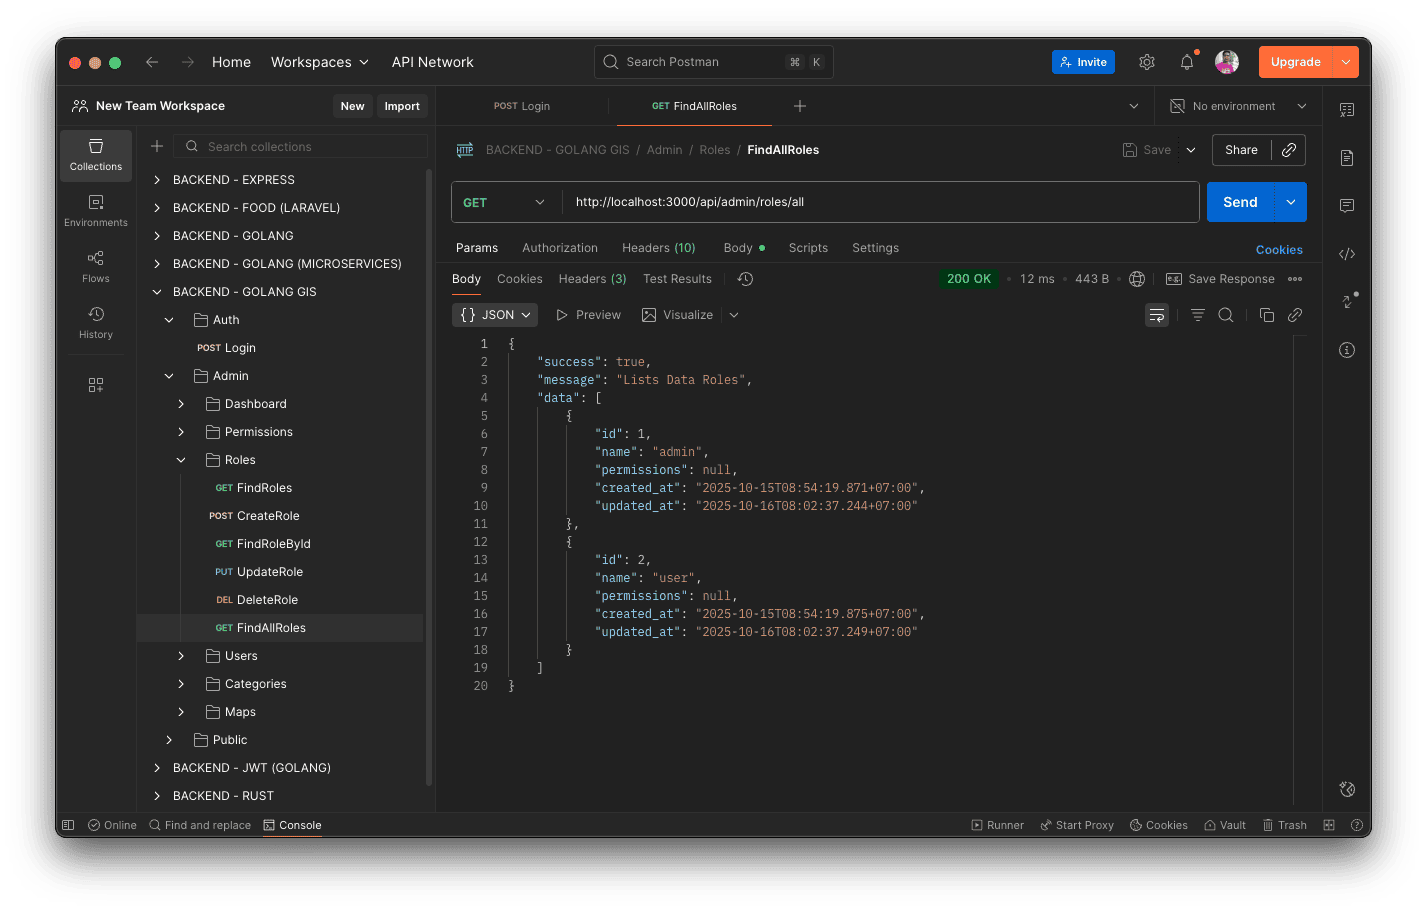 Home
Workspaces
API Network
Search Postman
⌘ K
Invite
Upgrade
New Team Workspace
New
Import
POST Login
GET FindAllRoles
No environment
Collections
Environments
Flows
History
Search collections
BACKEND - EXPRESS
BACKEND - FOOD (LARAVEL)
BACKEND - GOLANG
BACKEND - GOLANG (MICROSERVICES)
BACKEND - GOLANG GIS
Auth
POST Login
Admin
Dashboard
Permissions
Roles
GET FindRoles
POST CreateRole
GET FindRoleById
PUT UpdateRole
DEL DeleteRole
GET FindAllRoles
Users
Categories
Maps
Public
BACKEND - JWT (GOLANG)
BACKEND - RUST
HTTP BACKEND - GOLANG GIS / Admin / Roles / FindAllRoles
Save
Share
GET
http://localhost:3000/api/admin/roles/all
Send
Params Authorization Headers (10) Body Scripts Settings
Cookies
Body Cookies Headers (3) Test Results
200 OK • 12 ms • 443 B
e.g. Save Response
{} JSON
Preview
Visualize
1 {
2 "success": true,
3 "message": "Lists Data Roles",
4 "data": [
5 {
6 "id": 1,
7 "name": "admin",
8 "permissions": null,
9 "created_at": "2025-10-15T08:54:19.871+07:00",
10 "updated_at": "2025-10-16T08:02:37.244+07:00"
11 },
12 {
13 "id": 2,
14 "name": "user",
15 "permissions": null,
16 "created_at": "2025-10-15T08:54:19.875+07:00",
17 "updated_at": "2025-10-16T08:02:37.249+07:00"
18 }
19 ]
20 }
Online
Find and replace
Console
Runner
Start Proxy
Cookies
Vault
Trash